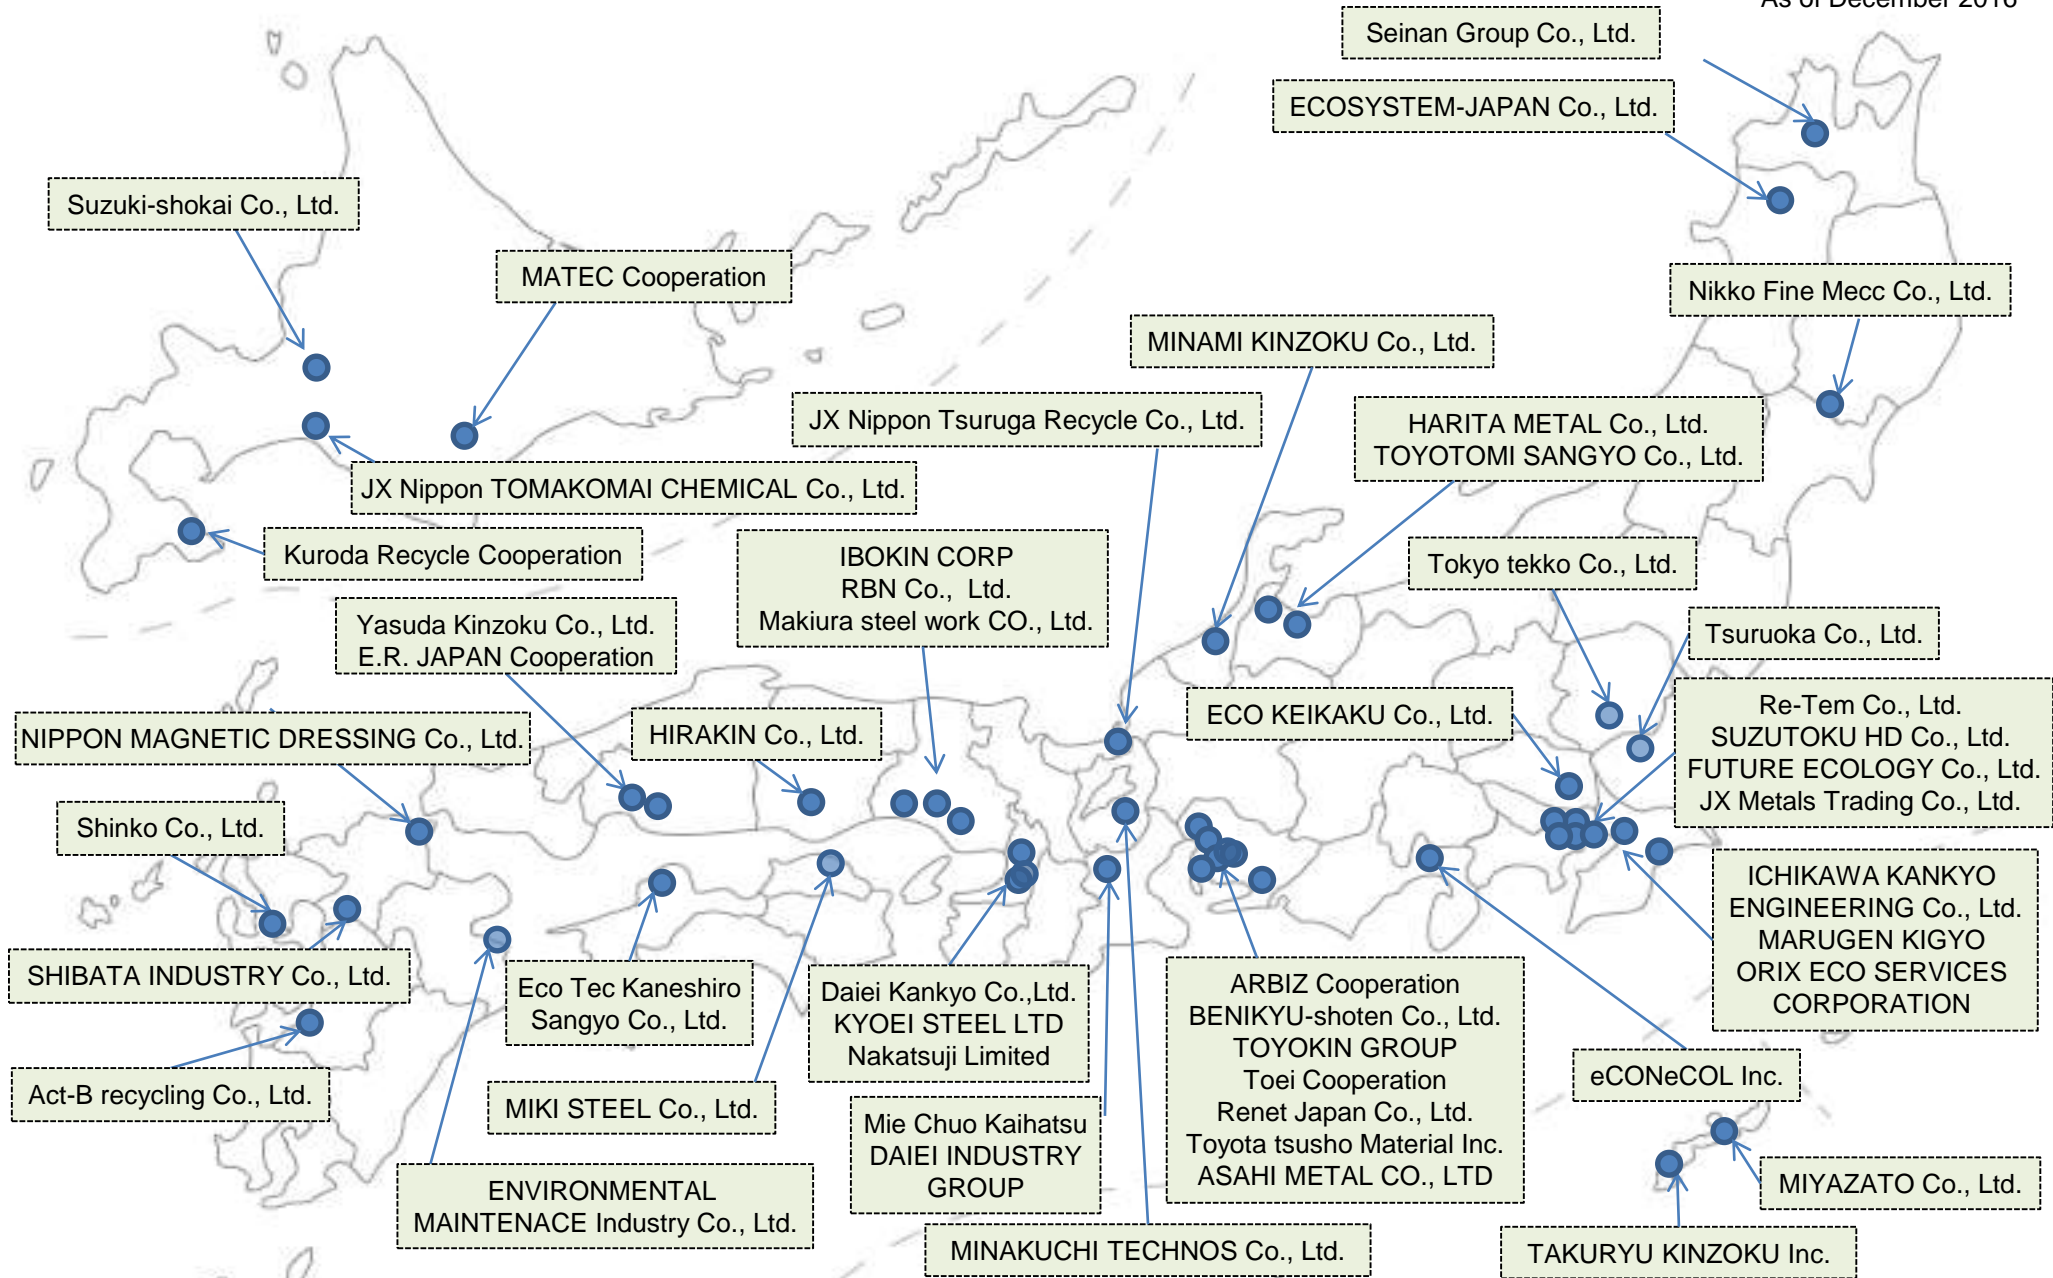 As of December 2016
Seinan Group Co., Ltd.
ECOSYSTEM-JAPAN Co., Ltd.
Suzuki-shokai Co., Ltd.
MATEC Cooperation
Nikko Fine Mecc Co., Ltd.
MINAMI KINZOKU Co., Ltd.
JX Nippon Tsuruga Recycle Co., Ltd.
HARITA METAL Co., Ltd.
TOYOTOMI SANGYO Co., Ltd.
JX Nippon TOMAKOMAI CHEMICAL Co., Ltd.
Kuroda Recycle Cooperation
IBOKIN CORP
RBN Co.,  Ltd.
Makiura steel work CO., Ltd.
Tokyo tekko Co., Ltd.
Yasuda Kinzoku Co., Ltd.
E.R. JAPAN Cooperation
Tsuruoka Co., Ltd.
NIPPON MAGNETIC DRESSING Co., Ltd.
HIRAKIN Co., Ltd.
ECO KEIKAKU Co., Ltd.
Re-Tem Co., Ltd.
SUZUTOKU HD Co., Ltd.
FUTURE ECOLOGY Co., Ltd.
JX Metals Trading Co., Ltd.
Shinko Co., Ltd.
ICHIKAWA KANKYO
ENGINEERING Co., Ltd.
MARUGEN KIGYO
ORIX ECO SERVICES
CORPORATION
SHIBATA INDUSTRY Co., Ltd.
Eco Tec Kaneshiro
Sangyo Co., Ltd.
Daiei Kankyo Co.,Ltd.
KYOEI STEEL LTD
Nakatsuji Limited
ARBIZ Cooperation
BENIKYU-shoten Co., Ltd.
TOYOKIN GROUP
Toei Cooperation
Renet Japan Co., Ltd.
Toyota tsusho Material Inc.
ASAHI METAL CO., LTD
eCONeCOL Inc.
Act-B recycling Co., Ltd.
MIKI STEEL Co., Ltd.
Mie Chuo Kaihatsu
DAIEI INDUSTRY
GROUP
ENVIRONMENTAL
MAINTENACE Industry Co., Ltd.
MIYAZATO Co., Ltd.
MINAKUCHI TECHNOS Co., Ltd.
TAKURYU KINZOKU Inc.